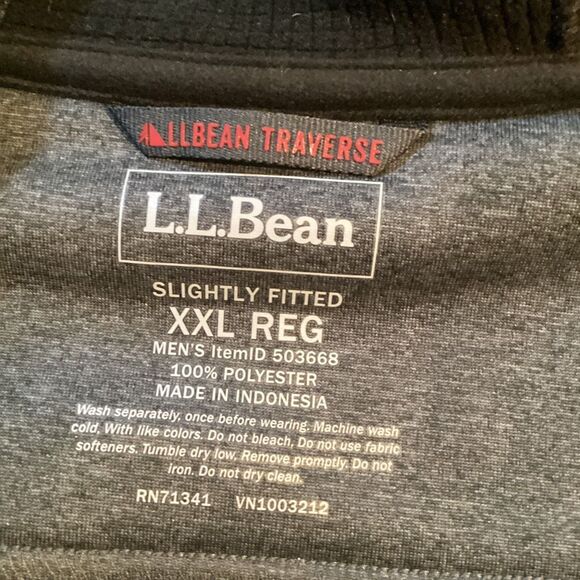 LLBEAN TRAVERSE
L.L.Bean
SLIGHTLY FITTED
XXL REG
MEN'S ItemID 503668
100% POLYESTER
MADE IN INDONESIA
Wash separately, once before wearing. Machine wash
cold, With like colors. Do not bleach, Do not use fabric
softeners. Tumble dry low. Remove promptly. Do not
iron. Do not dry clean.
RN71341 VN1003212